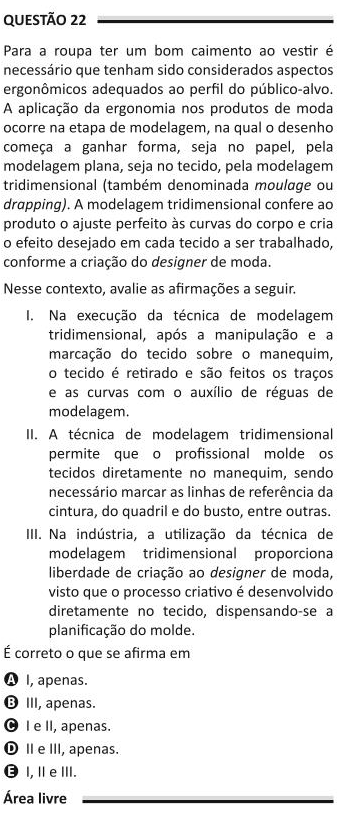 QUESTÃO 22
Para a roupa ter um bom caimento ao vestir é
necessário que tenham sido considerados aspectos
ergonômicos adequados ao perfil do público-alvo.
A aplicação da ergonomia nos produtos de moda
ocorre na etapa de modelagem, na qual o desenho
começa a ganhar forma, seja no papel, pela
modelagem plana, seja no tecido, pela modelagem
tridimensional (também denominada moulage ou
drapping). A modelagem tridimensional confere ao
produto o ajuste perfeito às curvas do corpo e cria
o efeito desejado em cada tecido a ser trabalhado,
conforme a criação do designer de moda.
Nesse contexto, avalie as afirmações a seguir.
I. Na execução da técnica de modelagem
tridimensional, após a manipulação e a
marcação do tecido sobre o manequim,
o tecido é retirado e são feitos os traços
e as curvas com o auxílio de réguas de
modelagem.
II. A técnica de modelagem tridimensional
permite que o profissional molde os
tecidos diretamente no manequim, sendo
necessário marcar as linhas de referência da
cintura, do quadril e do busto, entre outras.
III. Na indústria, a utilização da técnica de
modelagem tridimensional proporciona
liberdade de criação ao designer de moda,
visto que o processo criativo é desenvolvido
diretamente no tecido, dispensando-se a
planificação do molde.
É correto o que se afirma em
A I, apenas.
B III, apenas.
C I e II, apenas.
D II e III, apenas.
E I, II e III.
Área livre